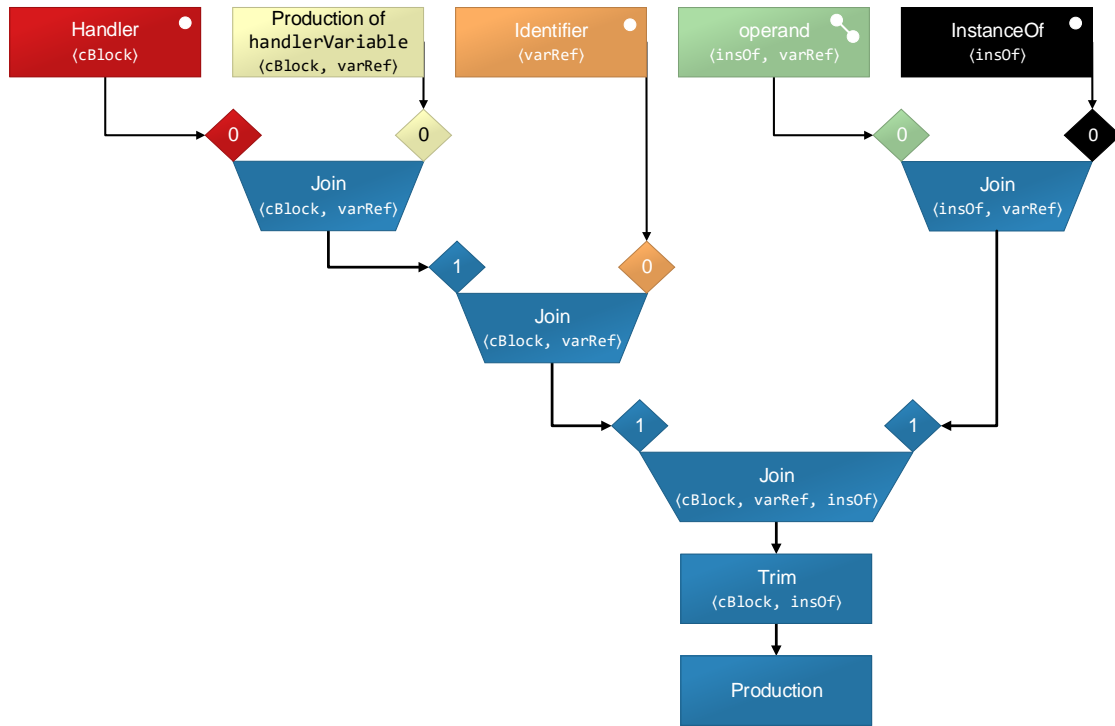 Handler
⟨cBlock⟩
Production of
handlerVariable
⟨cBlock, varRef⟩
Identifier
⟨varRef⟩
operand
⟨insOf, varRef⟩
InstanceOf
⟨insOf⟩
0
0
0
0
Join
⟨cBlock, varRef⟩
Join
⟨insOf, varRef⟩
1
0
Join
⟨cBlock, varRef⟩
1
1
Join
⟨cBlock, varRef, insOf⟩
Trim
⟨cBlock, insOf⟩
Production